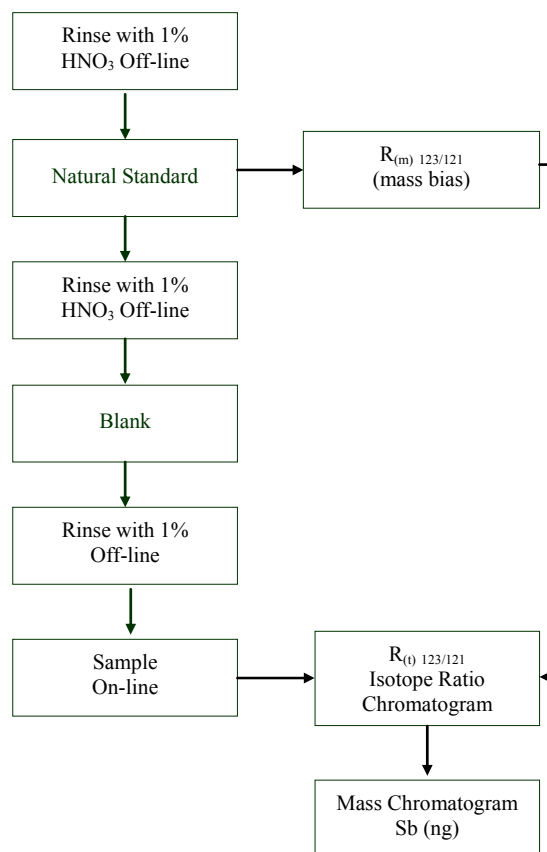 Rinse with 1%
HNO₃ Off-line
Natural Standard
R₍ₘ₎ ₁₂₃/₁₂₁
(mass bias)
Rinse with 1%
HNO₃ Off-line
Blank
Rinse with 1%
Off-line
Sample
On-line
R₍ₜ₎ ₁₂₃/₁₂₁
Isotope Ratio
Chromatogram
Mass Chromatogram
Sb (ng)